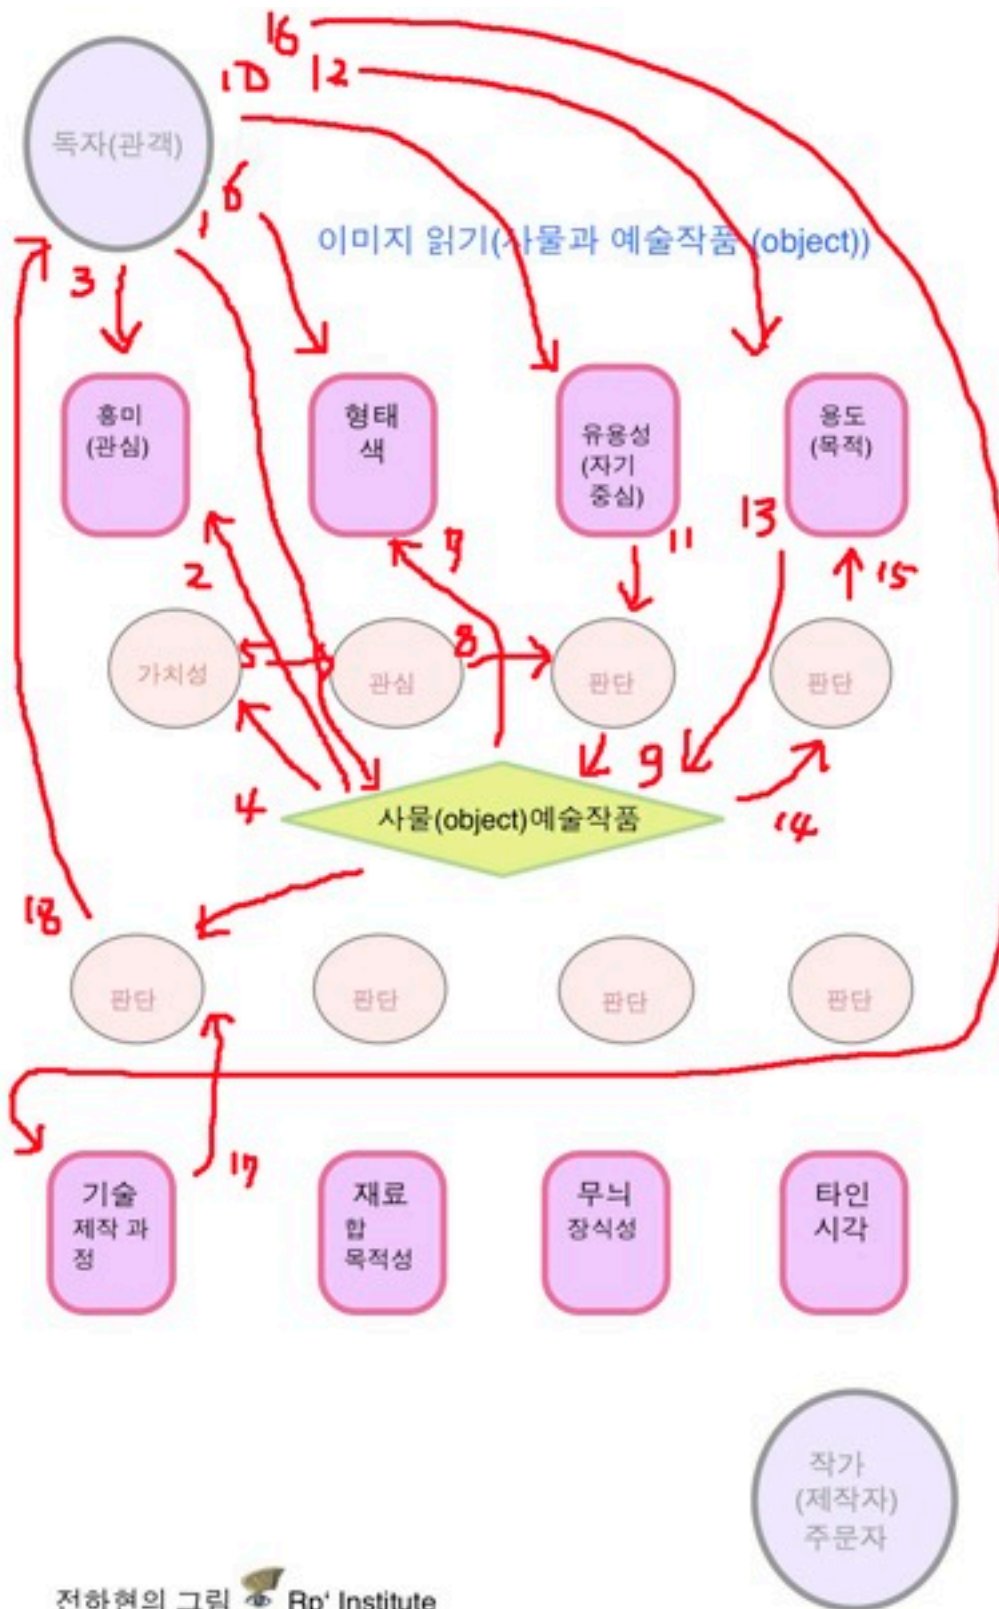 16
10 12
독자(관객)
1 6
이미지 읽기(사물과 예술작품 (object))
3
흥미
(관심)
형태
색
유용성
(자기
중심)
용도
(목적)
2
7
11
13
15
가치성
5
관심
8
판단
판단
4
9
14
사물(object)예술작품
18
판단
판단
판단
판단
17
기술
제작 과
정
재료
합
목적성
무늬
장식성
타인
시각
작가
(제작자)
주문자
전하현의 그림 Rp' Institute